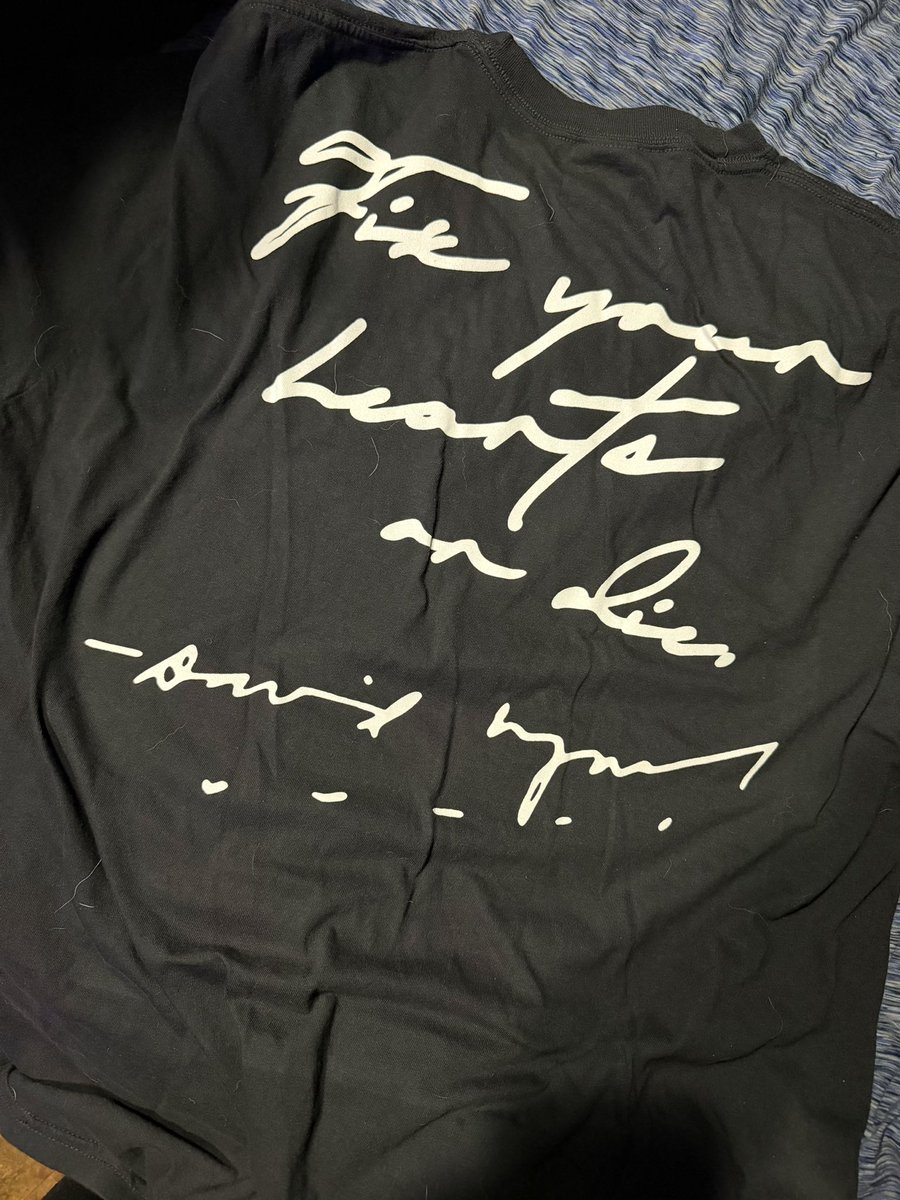 Fix your
hearts
or die.
- David Lynch